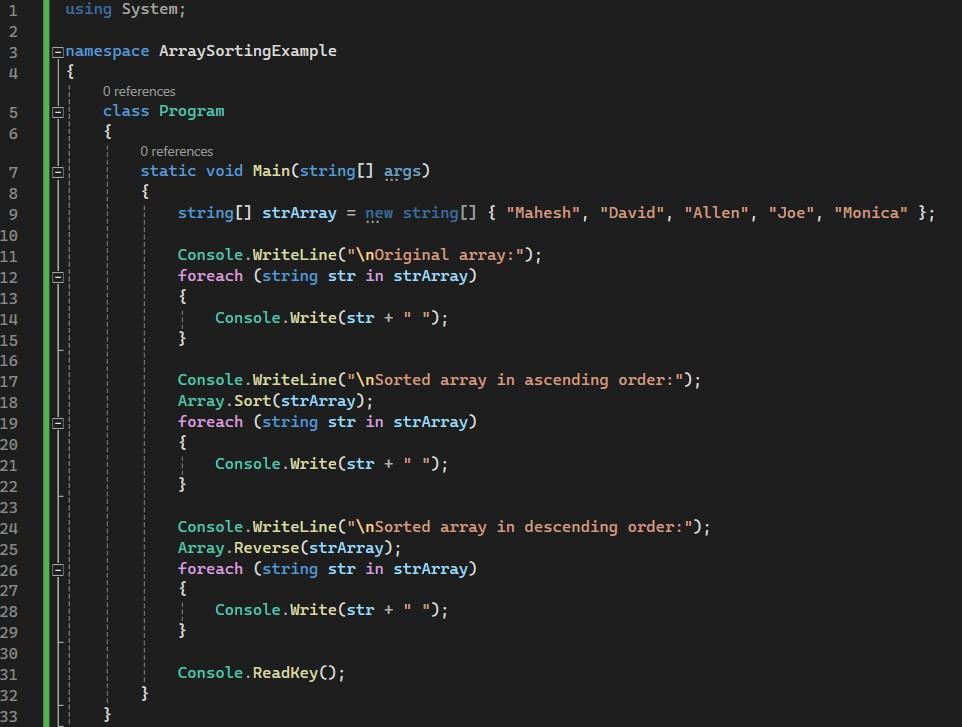 1 using System;
2
3 namespace ArraySortingExample
4 {
0 references
5 class Program
6 {
0 references
7 static void Main(string[] args)
8 {
9 string[] strArray = new string[] { "Mahesh", "David", "Allen", "Joe", "Monica" };
10
11 Console.WriteLine("\nOriginal array:");
12 foreach (string str in strArray)
13 {
14 Console.Write(str + " ");
15 }
16
17 Console.WriteLine("\nSorted array in ascending order:");
18 Array.Sort(strArray);
19 foreach (string str in strArray)
20 {
21 Console.Write(str + " ");
22 }
23
24 Console.WriteLine("\nSorted array in descending order:");
25 Array.Reverse(strArray);
26 foreach (string str in strArray)
27 {
28 Console.Write(str + " ");
29 }
30
31 Console.ReadKey();
32 }
33 }